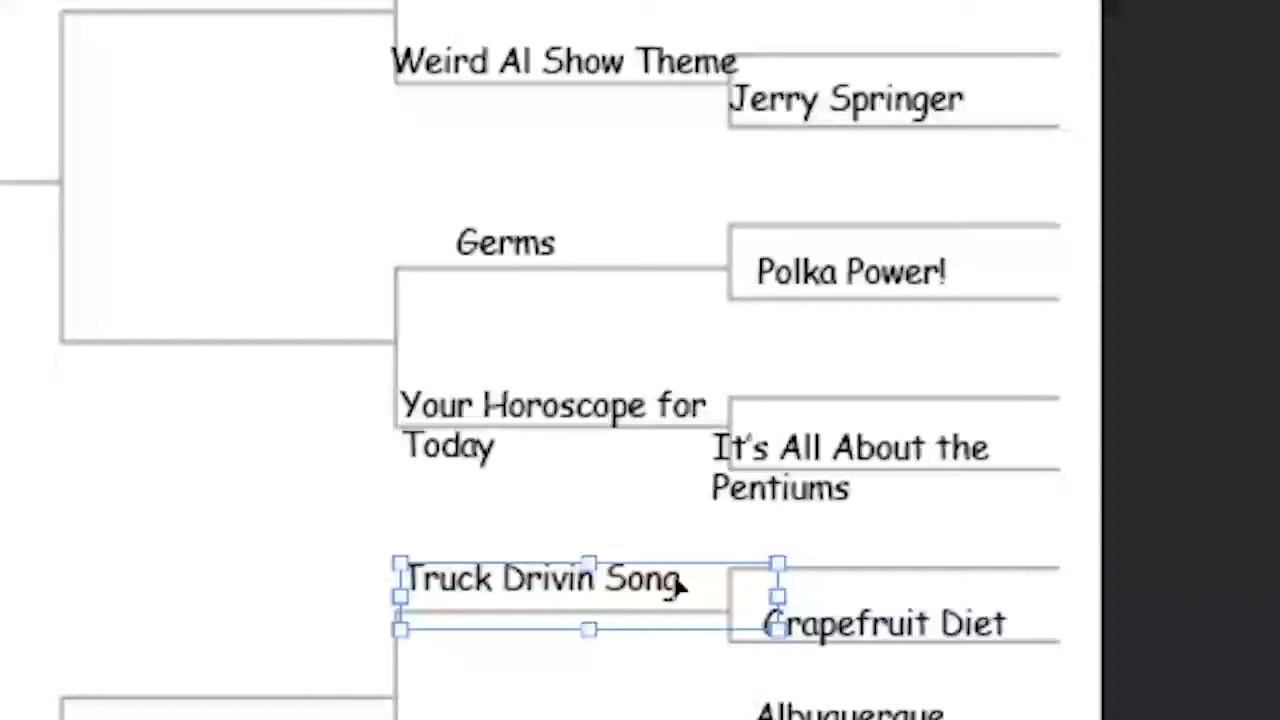 Weird Al Show Theme
Jerry Springer
Germs
Polka Power!
Your Horoscope for
Today
It's All About the
Pentiums
Truck Drivin Song
Grapefruit Diet
Albuquerque